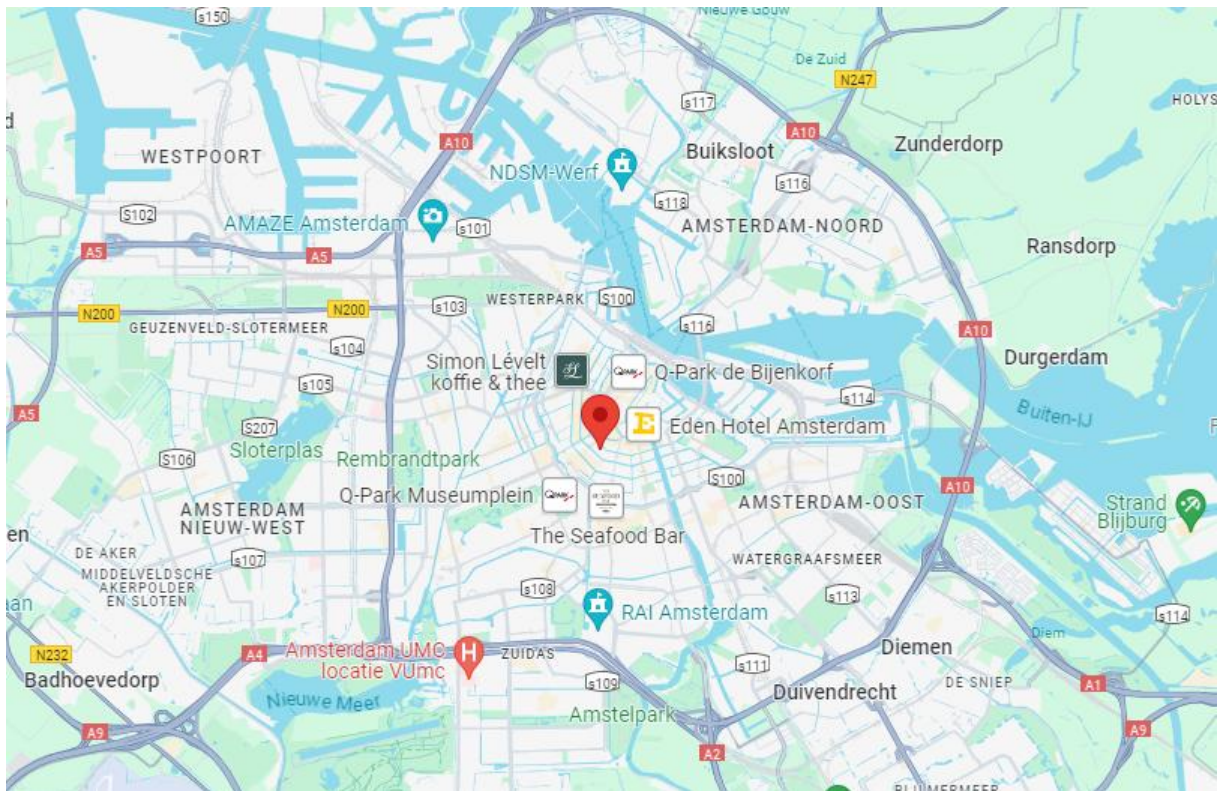 s150
Nieuwe Gouw
De Zuid
N247
s117
HOLYS
A10
A10
Zunderdorp
WESTPOORT
Buiksloot
NDSM-Werf
s116
S102
s118
AMAZE Amsterdam
s101
AMSTERDAM-NOORD
Ransdorp
A5
A5
N200
N200
s103
WESTERPARK
S100
GEUZENVELD-SLOTERMEER
s116
A10
s104
Simon Lévelt
koffie & thee
Q-Park de Bijenkorf
Durgerdam
s105
s114
A5
Buiten-IJ
S207
E
Eden Hotel Amsterdam
Sloterplas
s106
Rembrandtpark
S100
A10
Q-Park Museumplein
AMSTERDAM-OOST
Strand
Blijburg
AMSTERDAM
NIEUW-WEST
The Seafood Bar
en
DE AKER
s107
WATERGRAAFSMEER
MIDDELVELDSCHE
AKERPOLDER
EN SLOTEN
s108
s113
aan
RAI Amsterdam
s114
Diem
N232
A4
Amsterdam UMC
locatie VUmc
H
ZUIDAS
s111
Diemen
Badhoevedorp
s109
DE SNIEP
A1
Nieuwe Meer
Duivendrecht
Amstelpark
A9
A2
A9